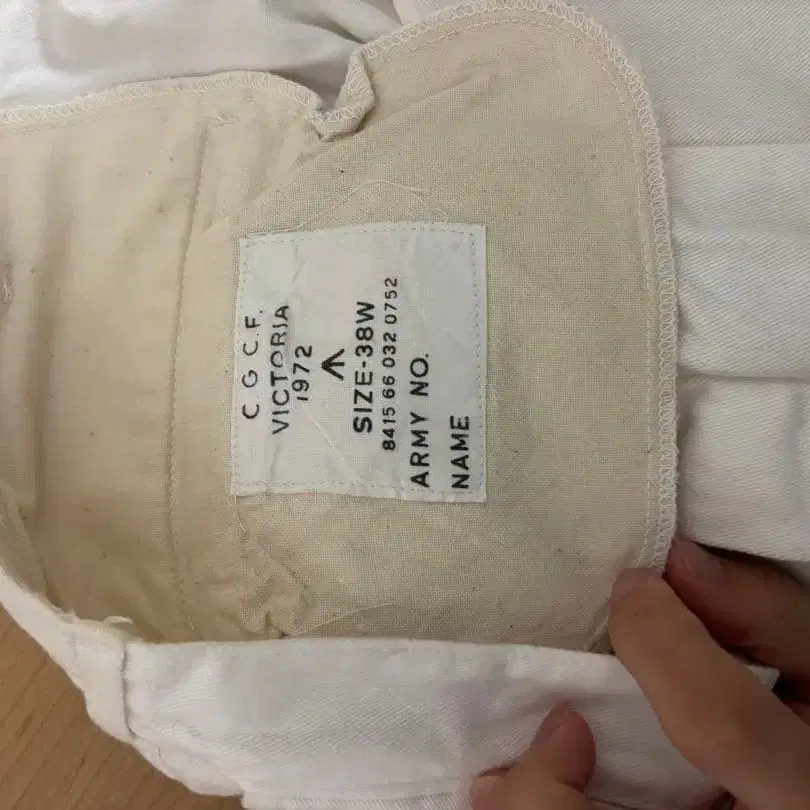 C G C.F.
VICTORIA
1972
SIZE-38W
8415 66 032 0752
ARMY NO.
NAME